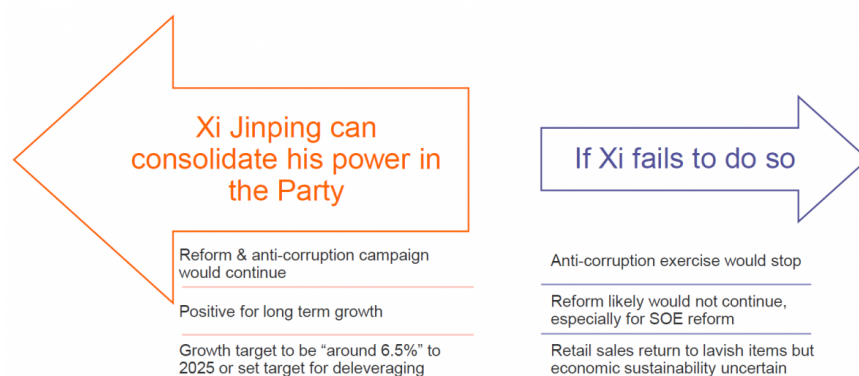 Xi Jinping can
consolidate his power in
the Party
Reform & anti-corruption campaign
would continue
Positive for long term growth
Growth target to be “around 6.5%” to
2025 or set target for deleveraging
If Xi fails to do so
Anti-corruption exercise would stop
Reform likely would not continue,
especially for SOE reform
Retail sales return to lavish items but
economic sustainability uncertain